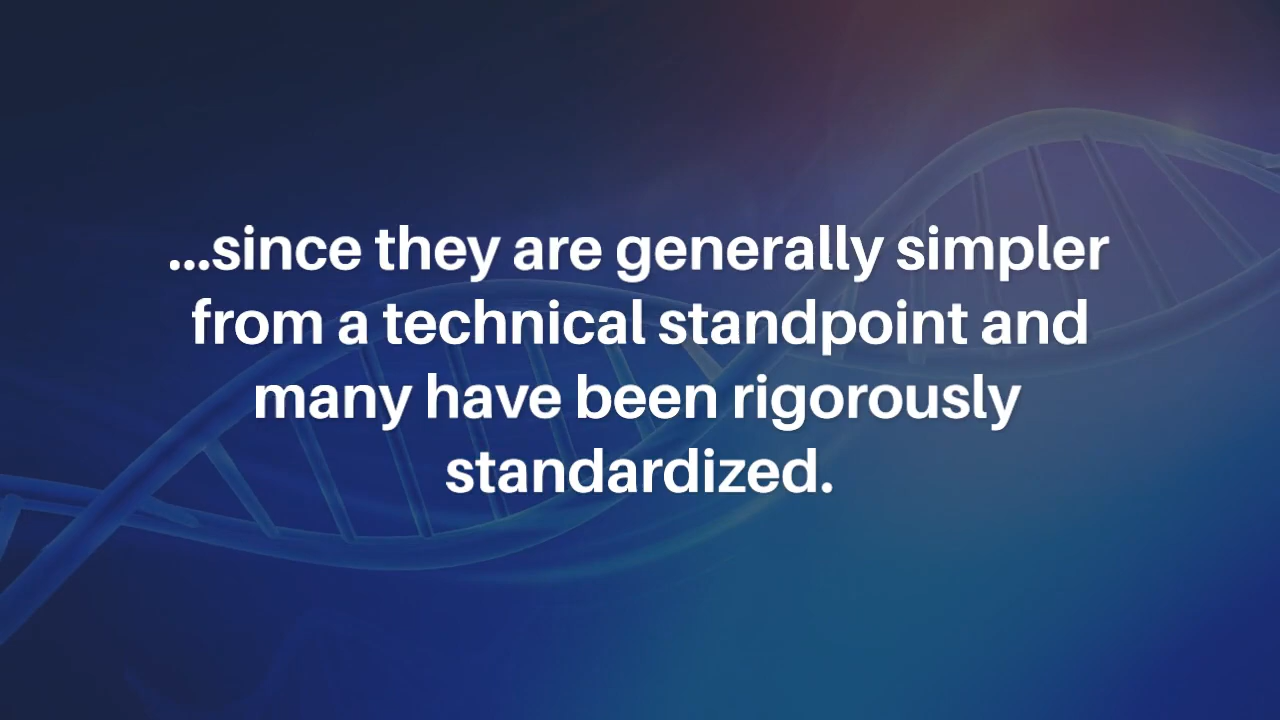 ...since they are generally simpler
from a technical standpoint and
many have been rigorously
standardized.